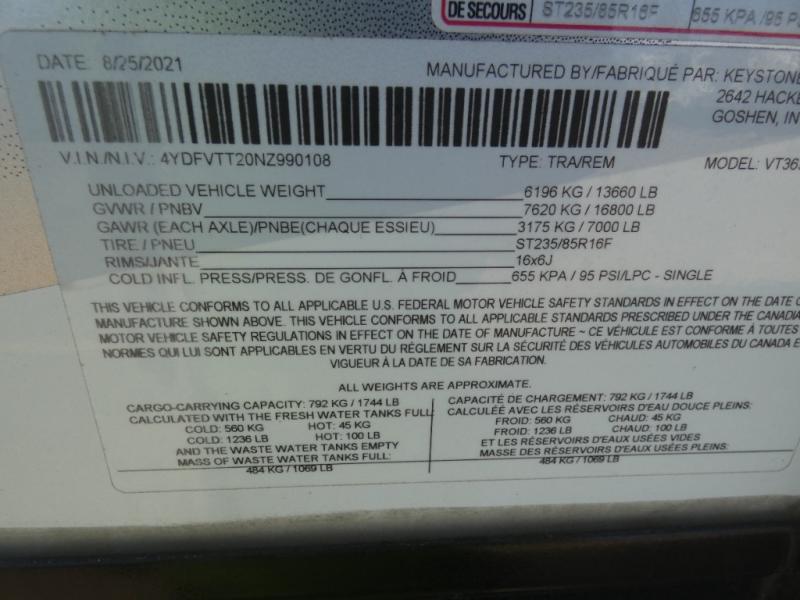 DE SECOURS ST235/85R16F 655 KPA /95 P
DATE: 8/25/2021
MANUFACTURED BY/FABRIQUÉ PAR: KEYSTONE
2642 HACKE
GOSHEN, IN
V.I.N./N.I.V.: 4YDFVTT20NZ990108 TYPE: TRA/REM MODEL: VT36
UNLOADED VEHICLE WEIGHT 6196 KG / 13660 LB
GVWR / PNBV 7620 KG / 16800 LB
GAWR (EACH AXLE)/PNBE(CHAQUE ESSIEU) 3175 KG / 7000 LB
TIRE / PNEU ST235/85R16F
RIMS/JANTE 16x6J
COLD INFL. PRESS/PRESS. DE GONFL. À FROID 655 KPA / 95 PSI/LPC - SINGLE
THIS VEHICLE CONFORMS TO ALL APPLICABLE U.S. FEDERAL MOTOR VEHICLE SAFETY STANDARDS IN EFFECT ON THE DATE O
MANUFACTURE SHOWN ABOVE. THIS VEHICLE CONFORMS TO ALL APPLICABLE STANDARDS PRESCRIBED UNDER THE CANADIA
MOTOR VEHICLE SAFETY REGULATIONS IN EFFECT ON THE DATE OF MANUFACTURE ~ CE VÉHICULE EST CONFORME À TOUTES
NORMES QUI LUI SONT APPLICABLES EN VERTU DU RÉGLEMENT SUR LA SÉCURITÉ DES VÉHICULES AUTOMOBILES DU CANADA E
VIGUEUR À LA DATE DE SA FABRICATION.
ALL WEIGHTS ARE APPROXIMATE.
CARGO-CARRYING CAPACITY: 792 KG / 1744 LB
CALCULATED WITH THE FRESH WATER TANKS FULL:
COLD: 560 KG HOT: 45 KG
COLD: 1236 LB HOT: 100 LB
AND THE WASTE WATER TANKS EMPTY
MASS OF WASTE WATER TANKS FULL:
484 KG / 1069 LB
CAPACITÉ DE CHARGEMENT: 792 KG / 1744 LB
CALCULÉE AVEC LES RÉSERVOIRS D'EAU DOUCE PLEINS:
FROID: 560 KG CHAUD: 45 KG
FROID: 1236 LB CHAUD: 100 LB
ET LES RÉSERVOIRS D'EAUX USÉES VIDES
MASSE DES RÉSERVOIRS D'EAUX USÉES PLEINS:
484 KG / 1069 LB